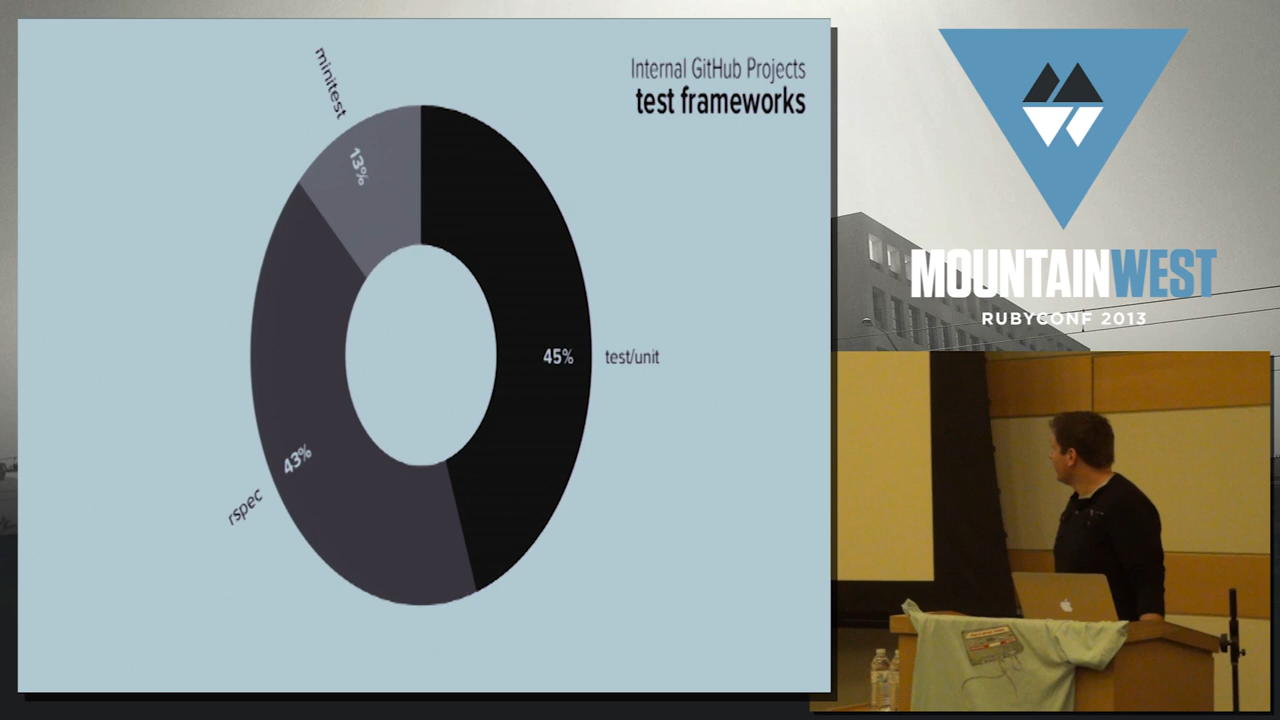 Internal GitHub Projects
test frameworks
minitest
13%
45%
test/unit
43%
rspec
MOUNTAINWEST
RUBYCONF 2013